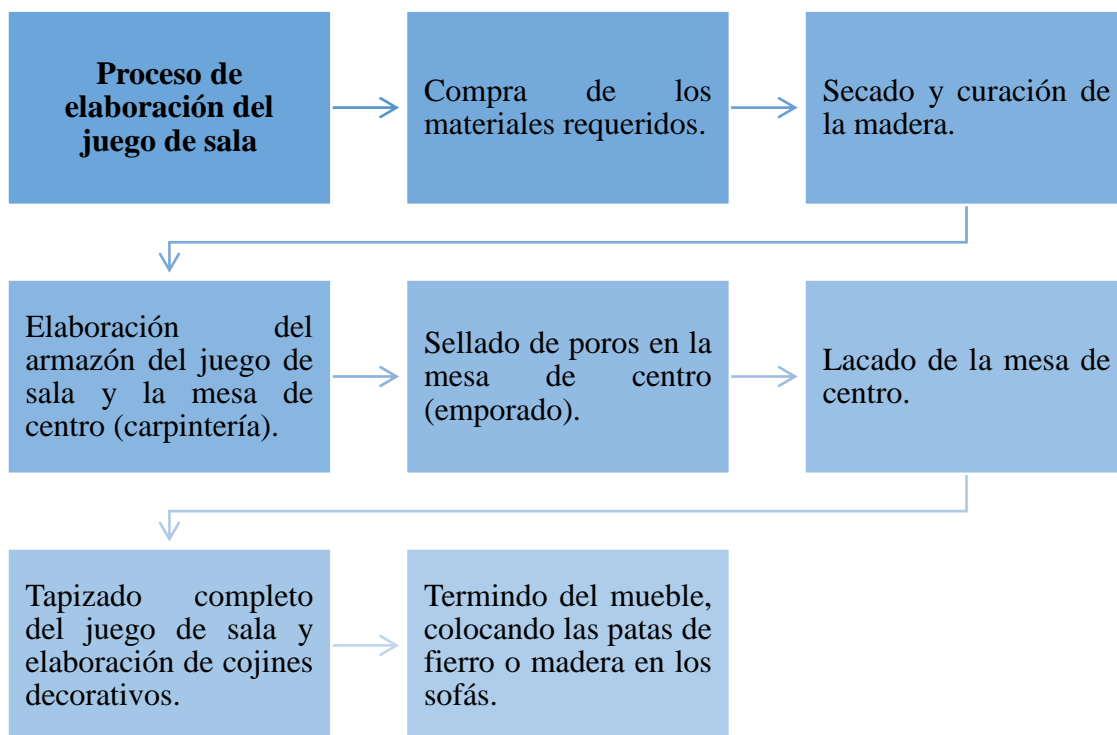 Proceso de
elaboración del
juego de sala
Compra de los
materiales requeridos.
Secado y curación de
la madera.
Elaboración del
armazón del juego de
sala y la mesa de
centro (carpintería).
Sellado de poros en la
mesa de centro
(emporado).
Lacado de la mesa de
centro.
Tapizado completo
del juego de sala y
elaboración de cojines
decorativos.
Termindo del mueble,
colocando las patas de
fierro o madera en los
sofás.